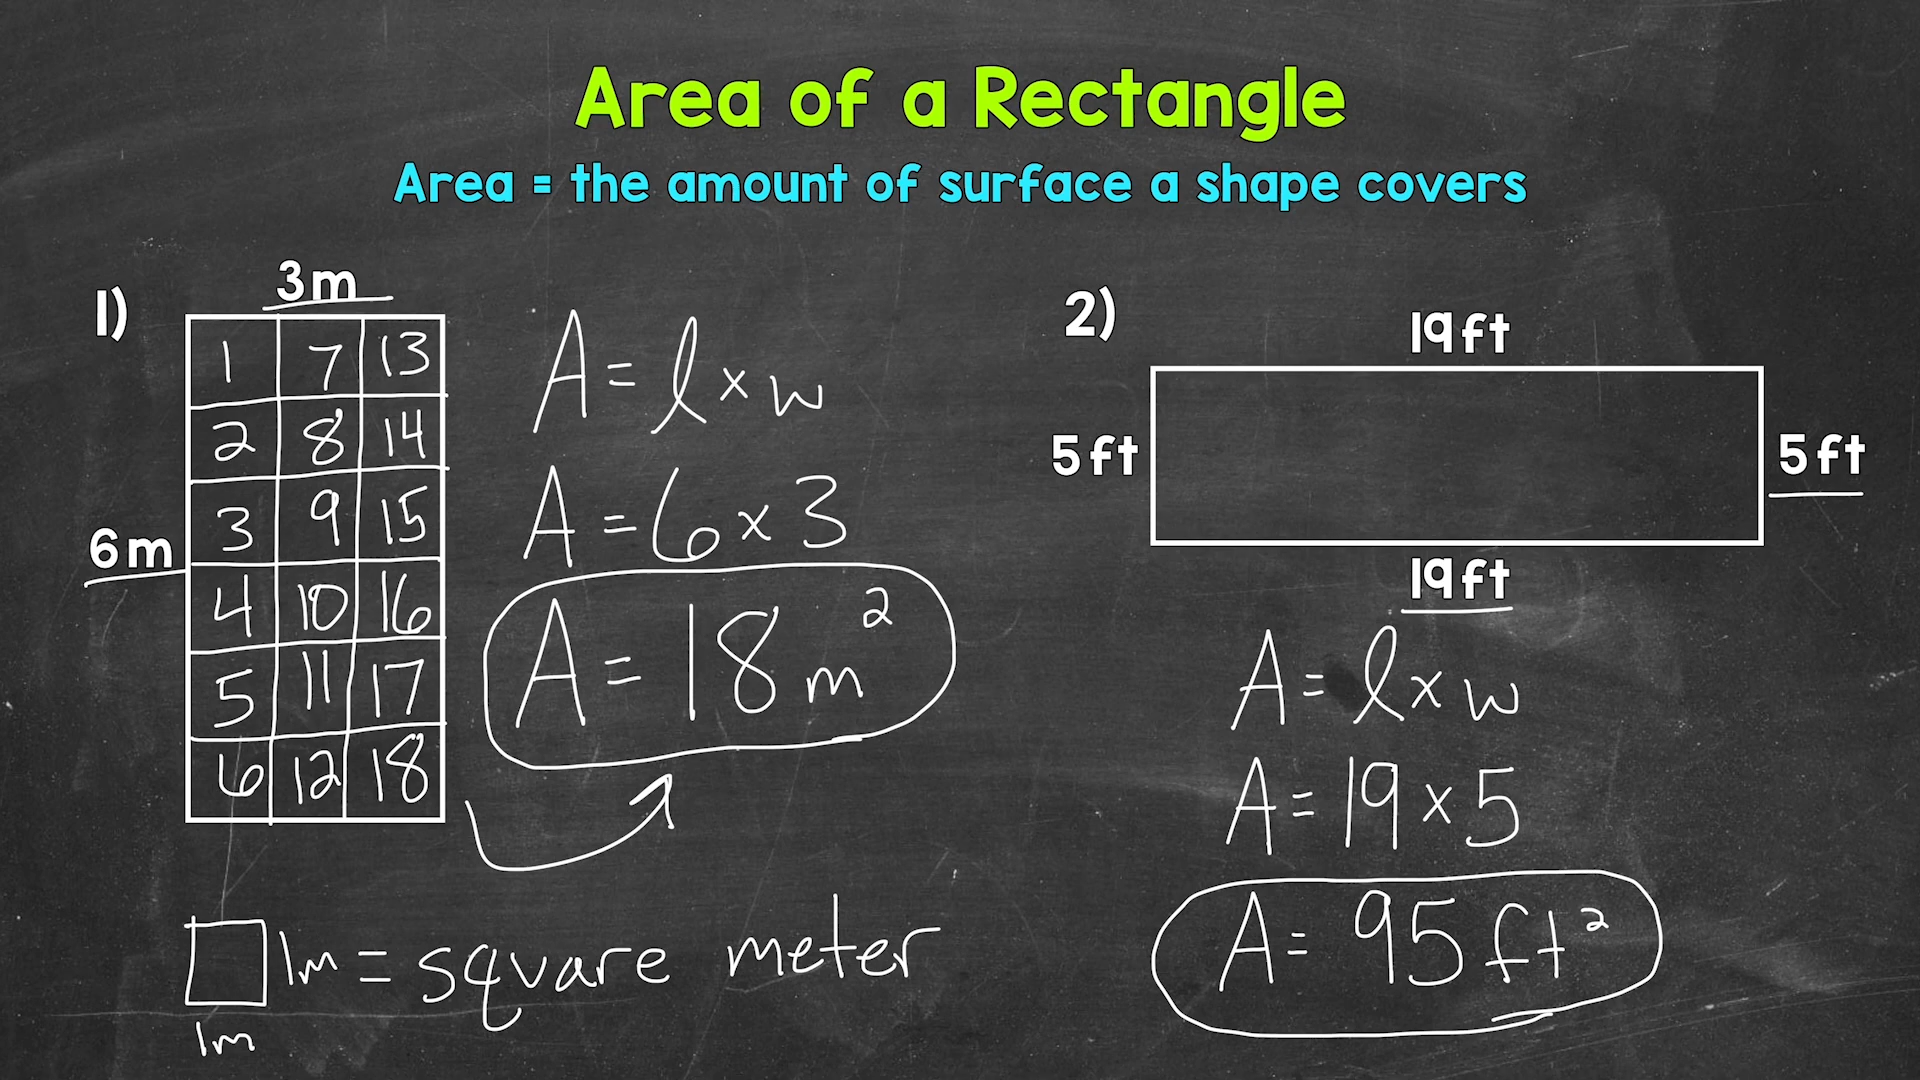 Area of a Rectangle
Area = the amount of surface a shape covers
1)
3m
6m
1 7 13
2 8 14
3 9 15
4 10 16
5 11 17
6 12 18
A = l x w
A = 6 x 3
A = 18 m²
1m = square meter
1m
2)
19ft
5ft
5ft
19ft
A = l x w
A = 19 x 5
A = 95 ft²